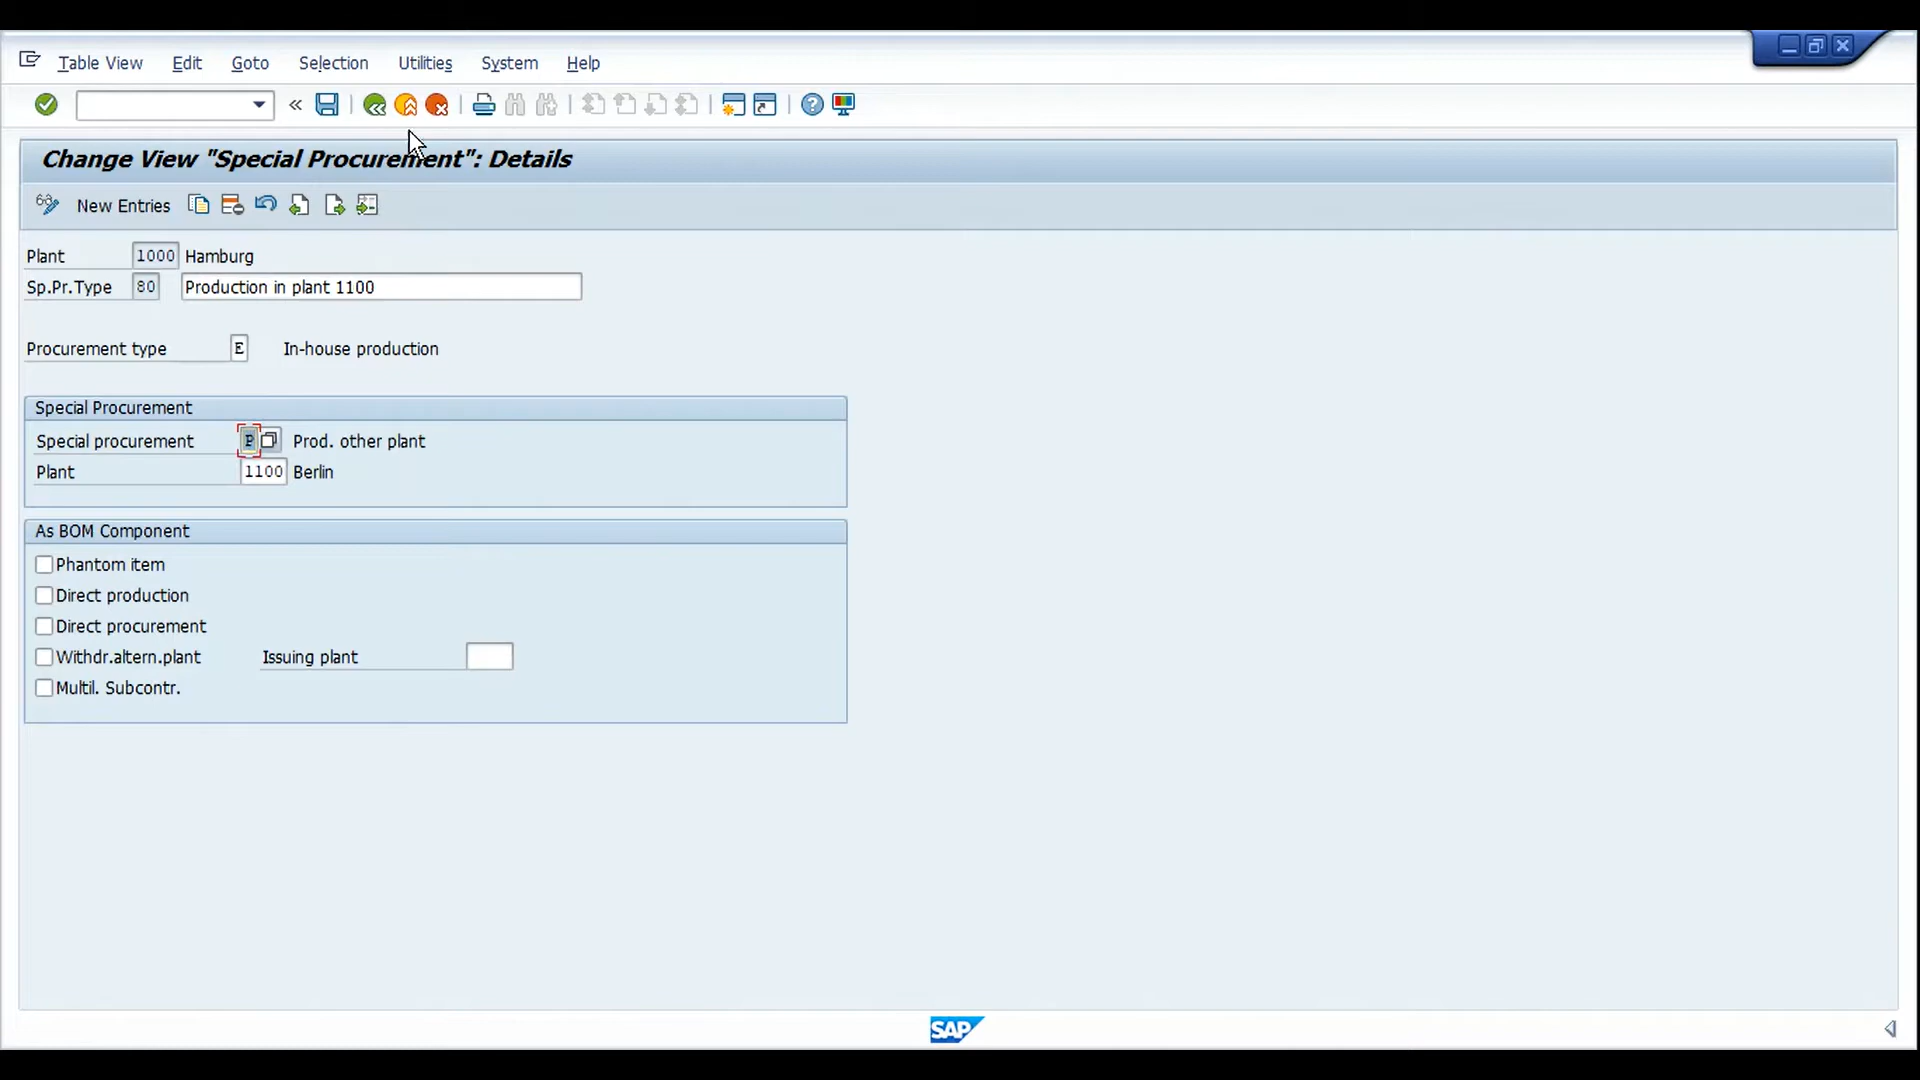 Table View Edit Goto Selection Utilities System Help
Change View "Special Procurement": Details
New Entries
Plant 1000 Hamburg
Sp.Pr.Type 80 Production in plant 1100
Procurement type E In-house production
Special Procurement
Special procurement P Prod. other plant
Plant 1100 Berlin
As BOM Component
Phantom item
Direct production
Direct procurement
Withdr.altern.plant Issuing plant
Multil. Subcontr.
SAP